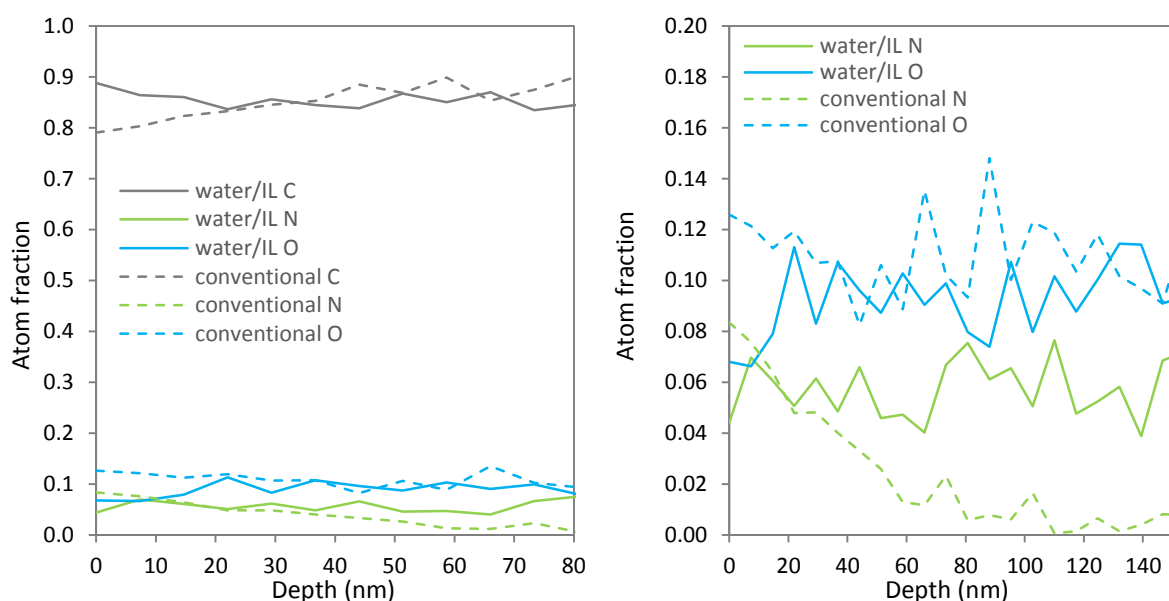 1.0
0.9
0.8
0.7
0.6
0.5
0.4
0.3
0.2
0.1
0.0
Atom fraction
water/IL C
water/IL N
water/IL O
conventional C
conventional N
conventional O
0 10 20 30 40 50 60 70 80
Depth (nm)
0.20
0.18
0.16
0.14
0.12
0.10
0.08
0.06
0.04
0.02
0.00
Atom fraction
water/IL N
water/IL O
conventional N
conventional O
0 20 40 60 80 100 120 140
Depth (nm)